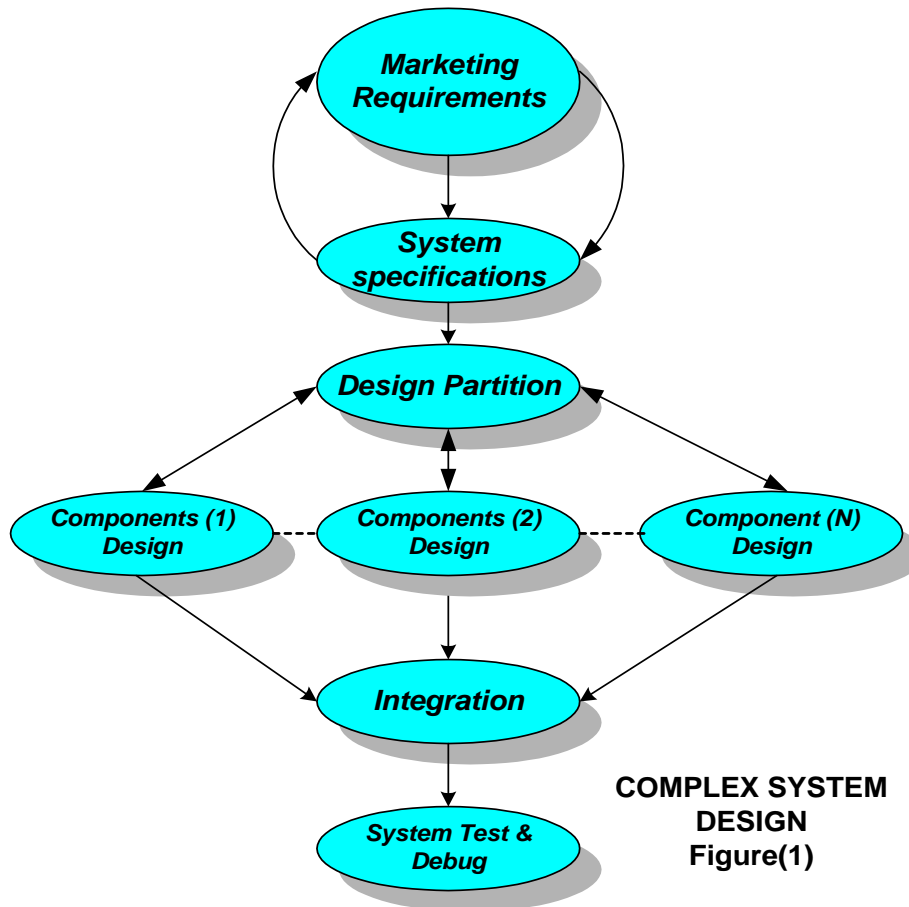 Marketing
Requirements
System
specifications
Design Partition
Components (1)
Design
Components (2)
Design
Component (N)
Design
Integration
System Test &
Debug
COMPLEX SYSTEM
DESIGN
Figure(1)